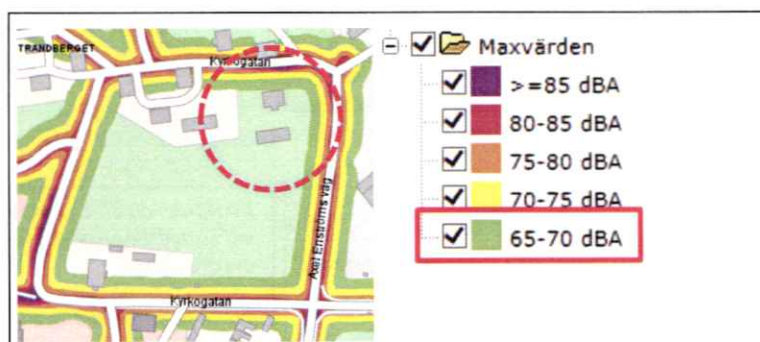 TRANDBERGET
Kyrkogatan
Axel Enströms väg
Kyrkogatan
Maxvärden
>=85 dBA
80-85 dBA
75-80 dBA
70-75 dBA
65-70 dBA